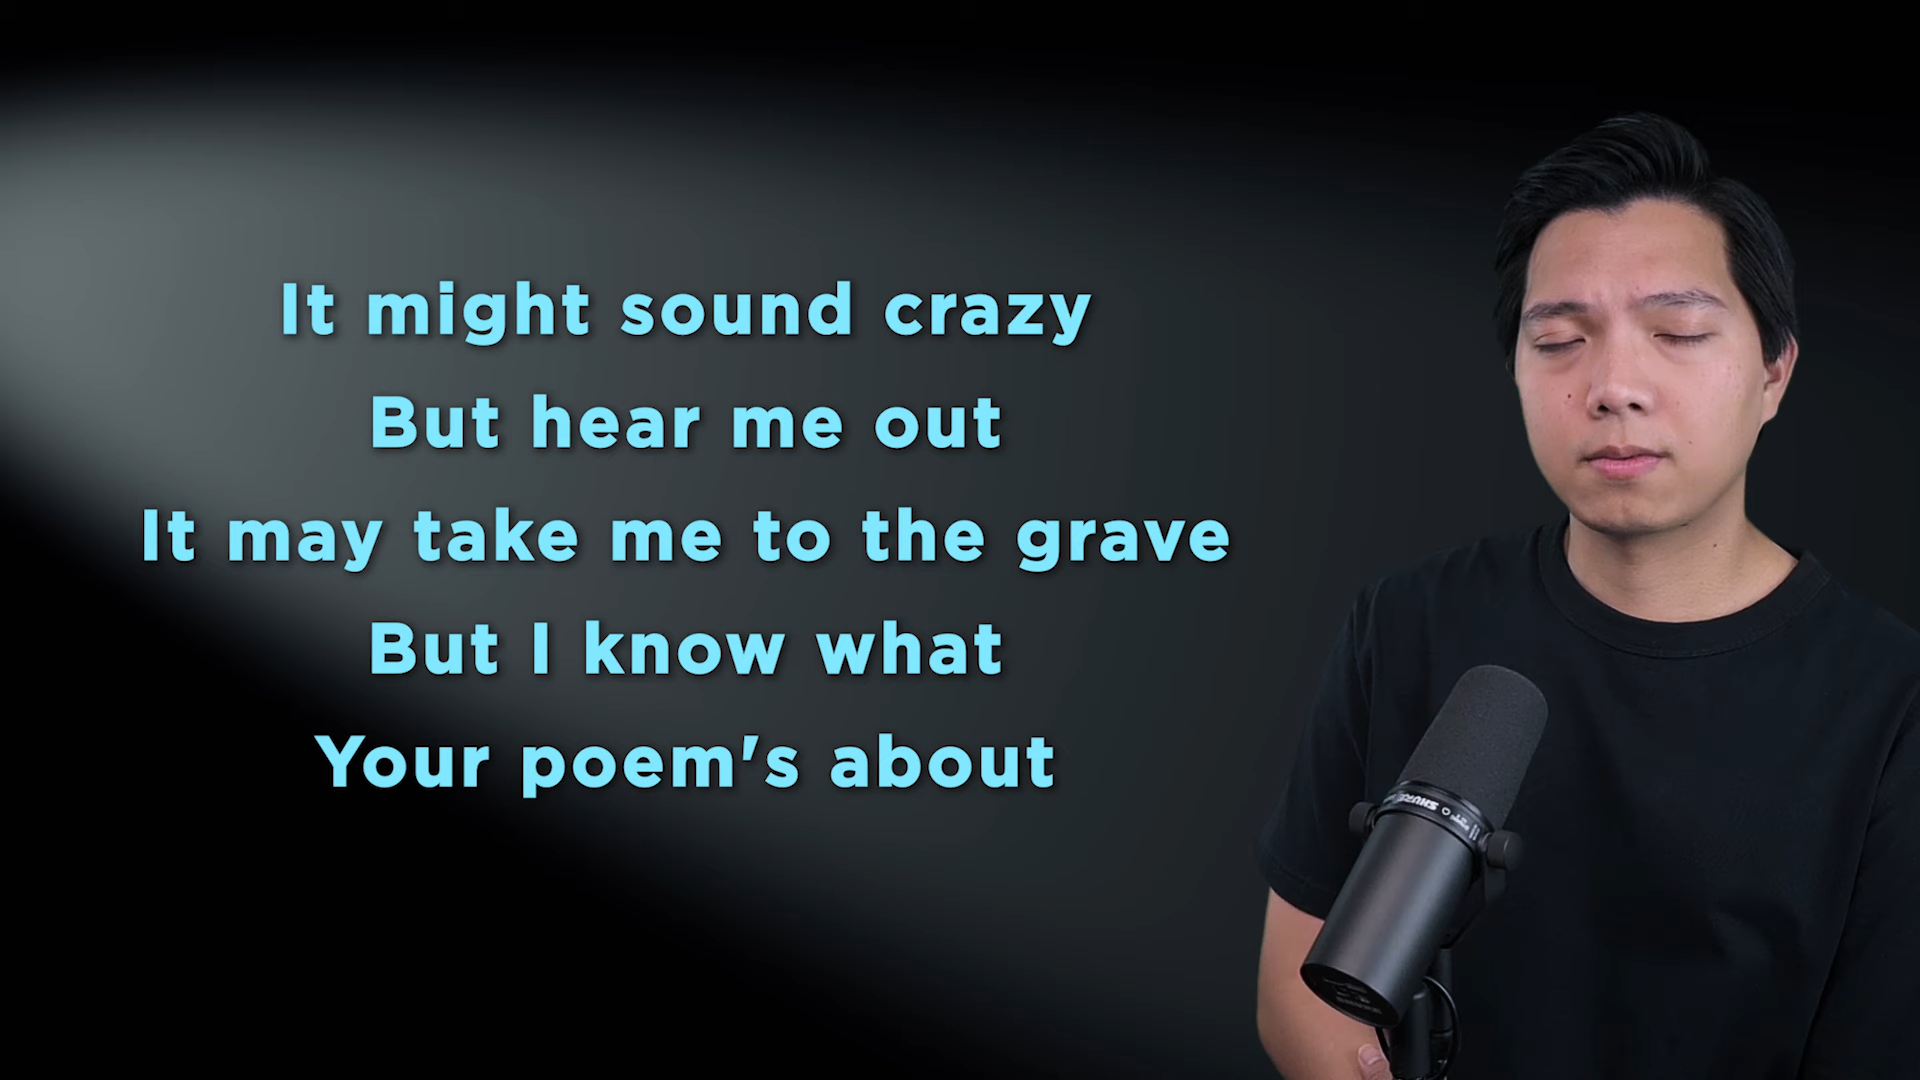 It might sound crazy
But hear me out
It may take me to the grave
But I know what
Your poem's about
SHURE